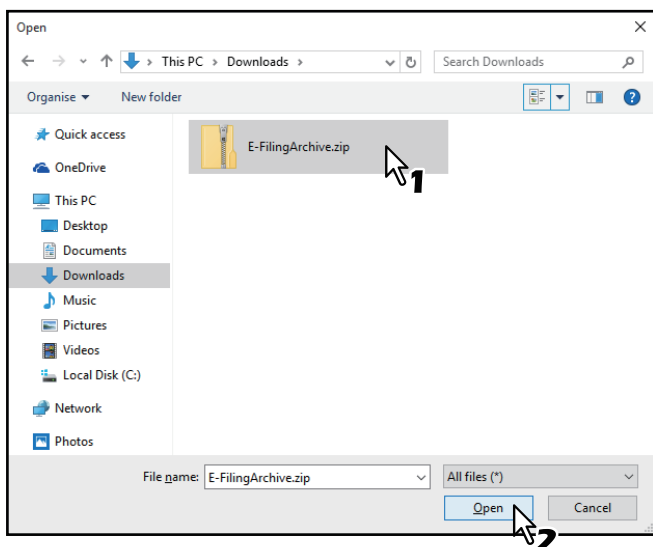 Open
This PC > Downloads >
Search Downloads
Organise
New folder
Quick access
OneDrive
This PC
Desktop
Documents
Downloads
Music
Pictures
Videos
Local Disk (C:)
Network
Photos
E-FilingArchive.zip
1
File name: E-FilingArchive.zip
All files (*)
Open
Cancel
2